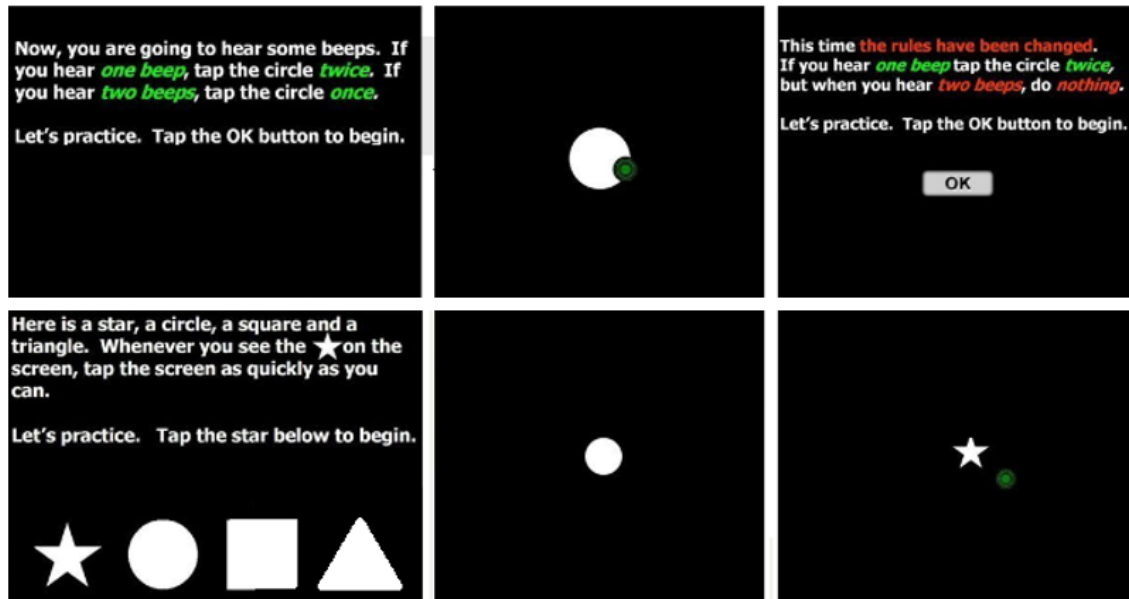 Now, you are going to hear some beeps. If
you hear one beep, tap the circle twice. If
you hear two beeps, tap the circle once.
Let's practice. Tap the OK button to begin.
This time the rules have been changed.
If you hear one beep tap the circle twice,
but when you hear two beeps, do nothing.
Let's practice. Tap the OK button to begin.
OK
Here is a star, a circle, a square and a
triangle. Whenever you see the on the
screen, tap the screen as quickly as you
can.
Let's practice. Tap the star below to begin.